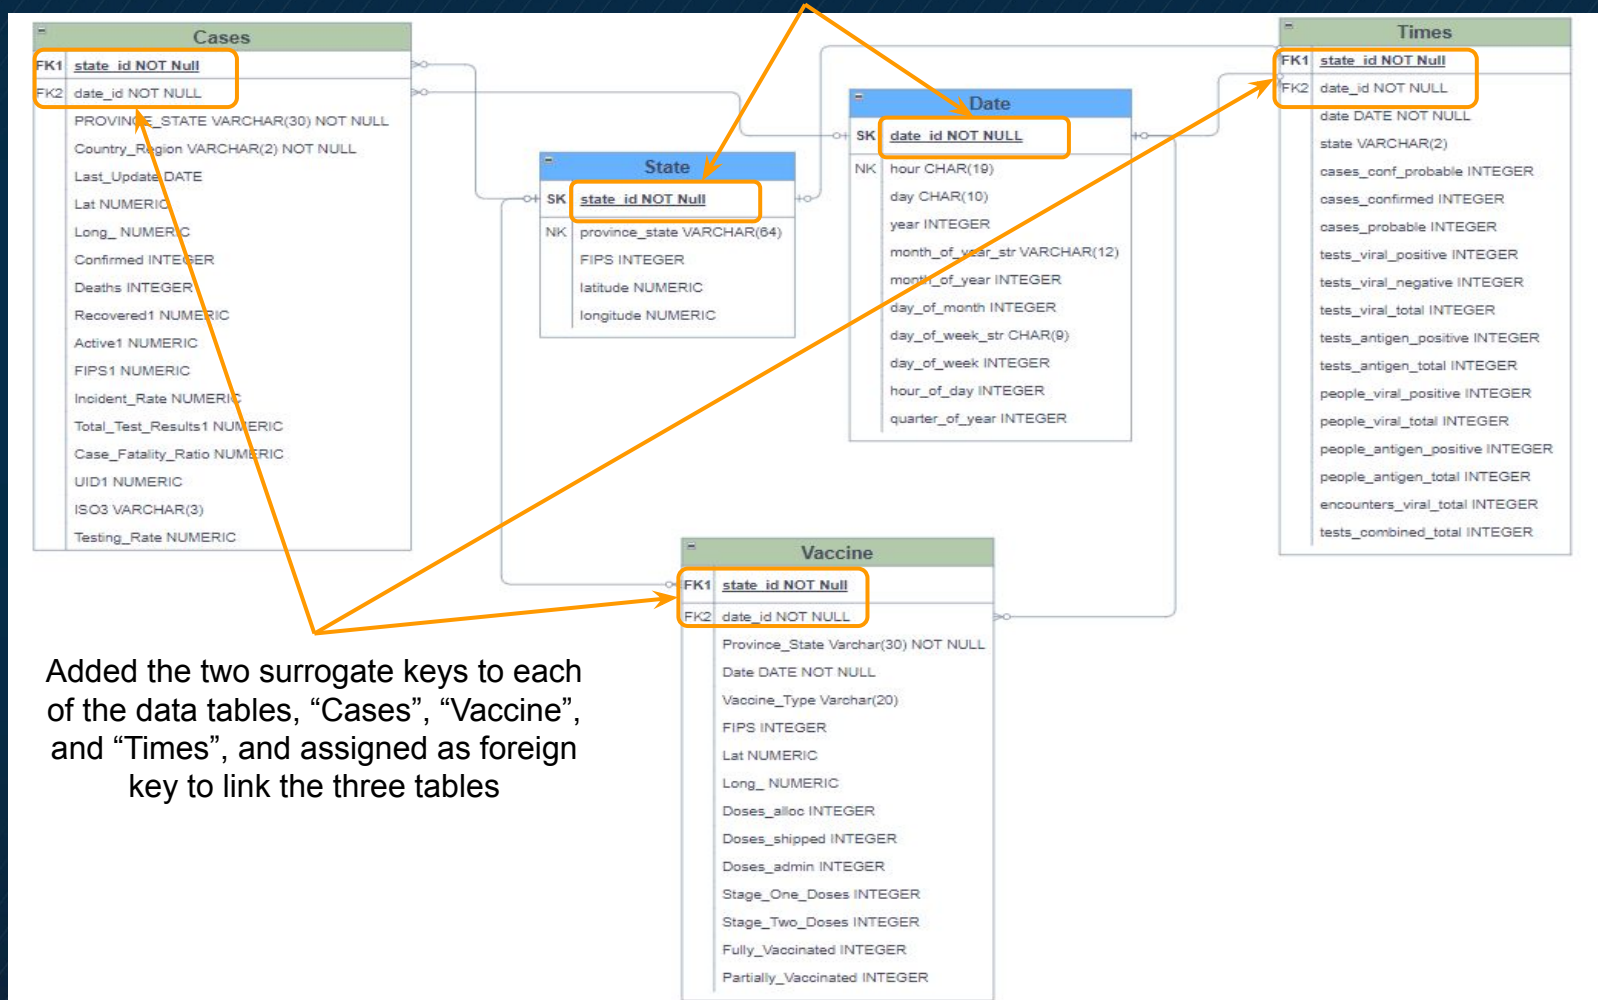 Cases
FK1 state_id NOT Null
FK2 date_id NOT NULL
PROVINCE_STATE VARCHAR(30) NOT NULL
Country_Region VARCHAR(2) NOT NULL
Last_Update DATE
Lat NUMERIC
Long_ NUMERIC
Confirmed INTEGER
Deaths INTEGER
Recovered1 NUMERIC
Active1 NUMERIC
FIPS1 NUMERIC
Incident_Rate NUMERIC
Total_Test_Results1 NUMERIC
Case_Fatality_Ratio NUMERIC
UID1 NUMERIC
ISO3 VARCHAR(3)
Testing_Rate NUMERIC
State
SK state_id NOT Null
NK province_state VARCHAR(64)
FIPS INTEGER
latitude NUMERIC
longitude NUMERIC
Date
SK date_id NOT NULL
NK hour CHAR(19)
day CHAR(10)
year INTEGER
month_of_year_str VARCHAR(12)
month_of_year INTEGER
day_of_month INTEGER
day_of_week_str CHAR(9)
day_of_week INTEGER
hour_of_day INTEGER
quarter_of_year INTEGER
Times
FK1 state_id NOT Null
FK2 date_id NOT NULL
date DATE NOT NULL
state VARCHAR(2)
cases_conf_probable INTEGER
cases_confirmed INTEGER
cases_probable INTEGER
tests_viral_positive INTEGER
tests_viral_negative INTEGER
tests_viral_total INTEGER
tests_antigen_positive INTEGER
tests_antigen_total INTEGER
people_viral_positive INTEGER
people_viral_total INTEGER
people_antigen_positive INTEGER
people_antigen_total INTEGER
encounters_viral_total INTEGER
tests_combined_total INTEGER
Vaccine
FK1 state_id NOT Null
FK2 date_id NOT NULL
Province_State Varchar(30) NOT NULL
Date DATE NOT NULL
Vaccine_Type Varchar(20)
FIPS INTEGER
Lat NUMERIC
Long_ NUMERIC
Doses_alloc INTEGER
Doses_shipped INTEGER
Doses_admin INTEGER
Stage_One_Doses INTEGER
Stage_Two_Doses INTEGER
Fully_Vaccinated INTEGER
Partially_Vaccinated INTEGER
Added the two surrogate keys to each
of the data tables, “Cases”, “Vaccine”,
and “Times”, and assigned as foreign
key to link the three tables